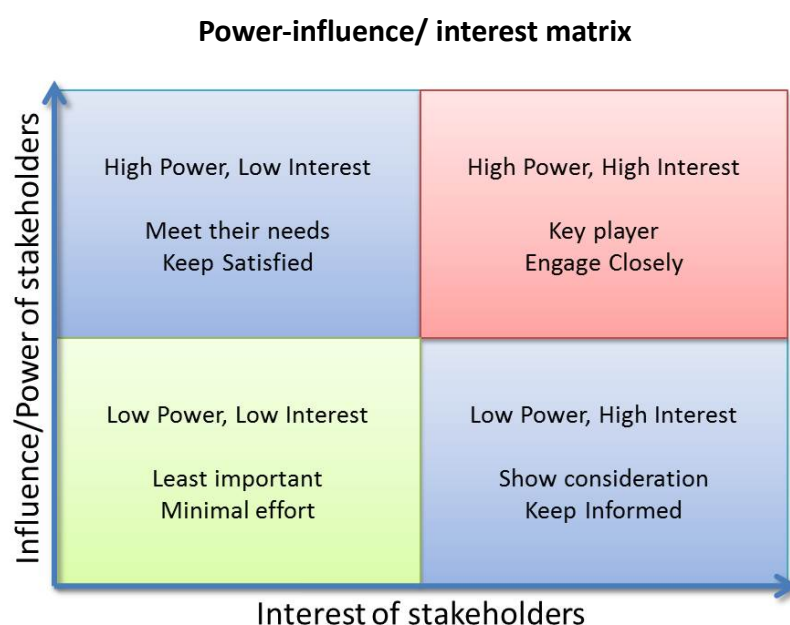 Power-influence/ interest matrix
Influence/Power of stakeholders
High Power, Low Interest
Meet their needs
Keep Satisfied
High Power, High Interest
Key player
Engage Closely
Low Power, Low Interest
Least important
Minimal effort
Low Power, High Interest
Show consideration
Keep Informed
Interest of stakeholders